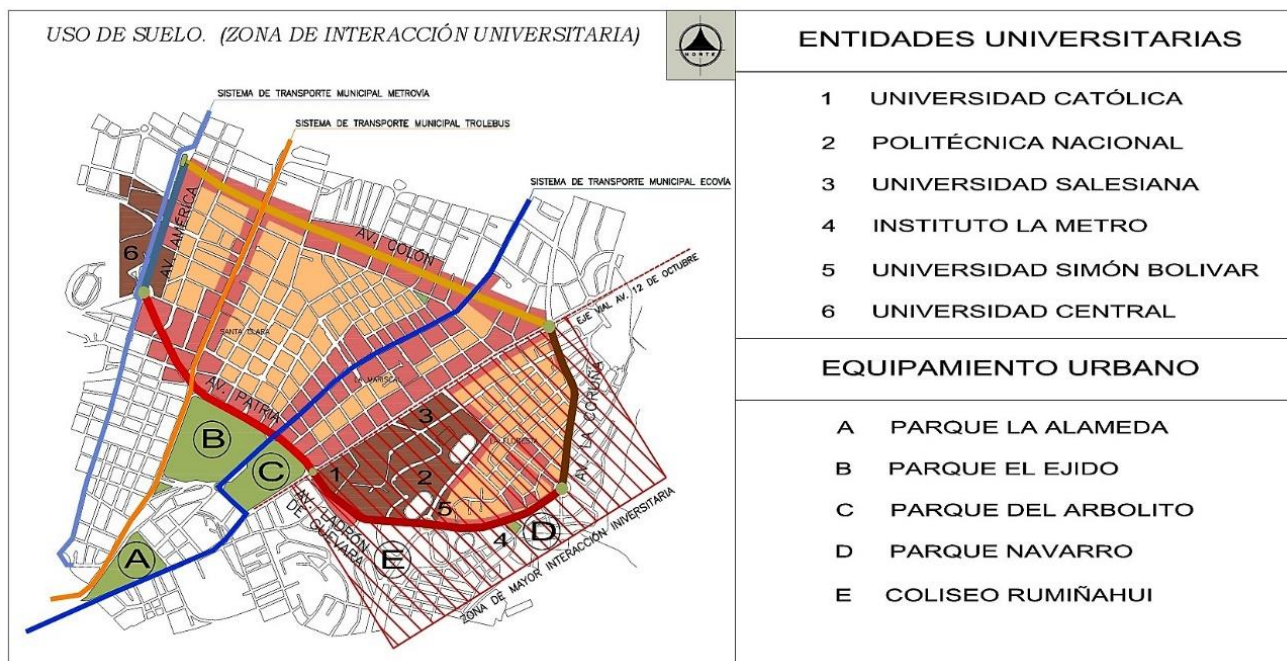 USO DE SUELO. (ZONA DE INTERACCIÓN UNIVERSITARIA)
NORTE
SISTEMA DE TRANSPORTE MUNICIPAL METROVÍA
SISTEMA DE TRANSPORTE MUNICIPAL TROLEBUS
SISTEMA DE TRANSPORTE MUNICIPAL ECOVÍA
AV. AMÉRICA
AV. COLÓN
6
EJE VIAL AV. 12 DE OCTUBRE
SANTA CLARA
LA MARISCAL
AV. PATRIA
AV. LA CORUÑA
3
LA FLORESTA
B
C
1
2
5
AV. LADRÓN
DE GUEVARA
4
D
E
A
ZONA DE MAYOR INTERACCIÓN INIVERSITARIA
ENTIDADES UNIVERSITARIAS
1 UNIVERSIDAD CATÓLICA
2 POLITÉCNICA NACIONAL
3 UNIVERSIDAD SALESIANA
4 INSTITUTO LA METRO
5 UNIVERSIDAD SIMÓN BOLIVAR
6 UNIVERSIDAD CENTRAL
EQUIPAMIENTO URBANO
A PARQUE LA ALAMEDA
B PARQUE EL EJIDO
C PARQUE DEL ARBOLITO
D PARQUE NAVARRO
E COLISEO RUMIÑAHUI